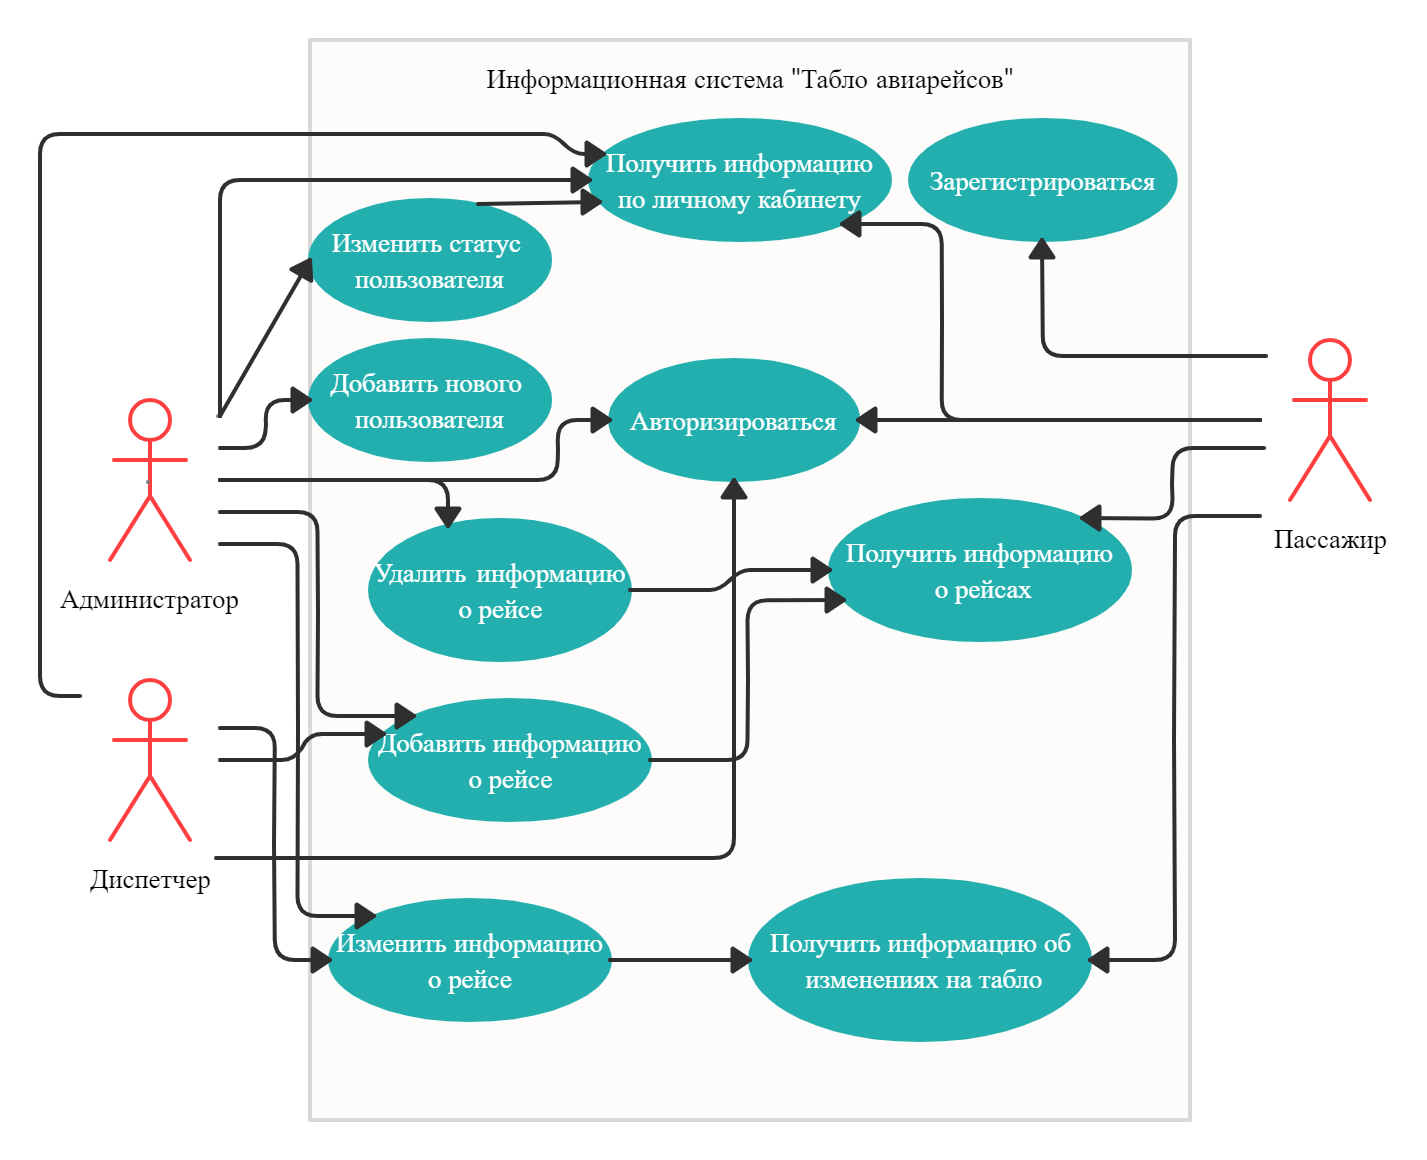 Информационная система "Табло авиарейсов"
Получить информацию
по личному кабинету
Зарегистрироваться
Изменить статус
пользователя
Добавить нового
пользователя
Авторизироваться
Администратор
Удалить информацию
о рейсе
Получить информацию
о рейсах
Пассажир
Диспетчер
Добавить информацию
о рейсе
Изменить информацию
о рейсе
Получить информацию об
изменениях на табло